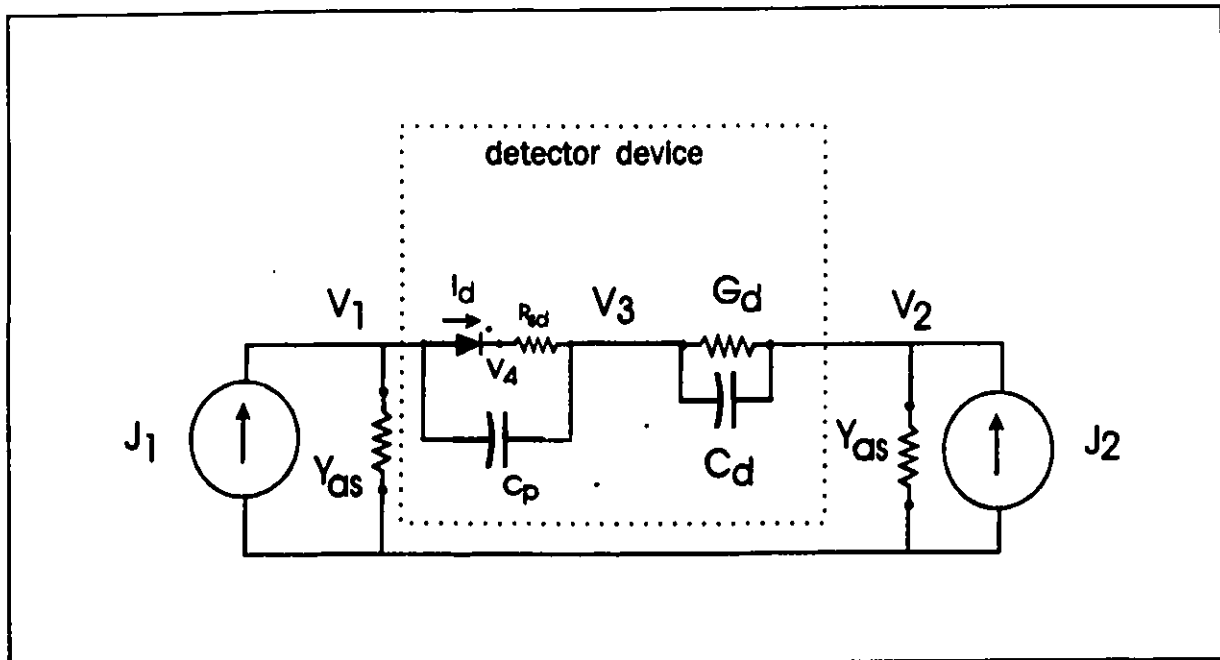 detector device
V1
Id
Rsd
V4
V3
Gd
V2
J1
Yas
Cp
Cd
Yas
J2